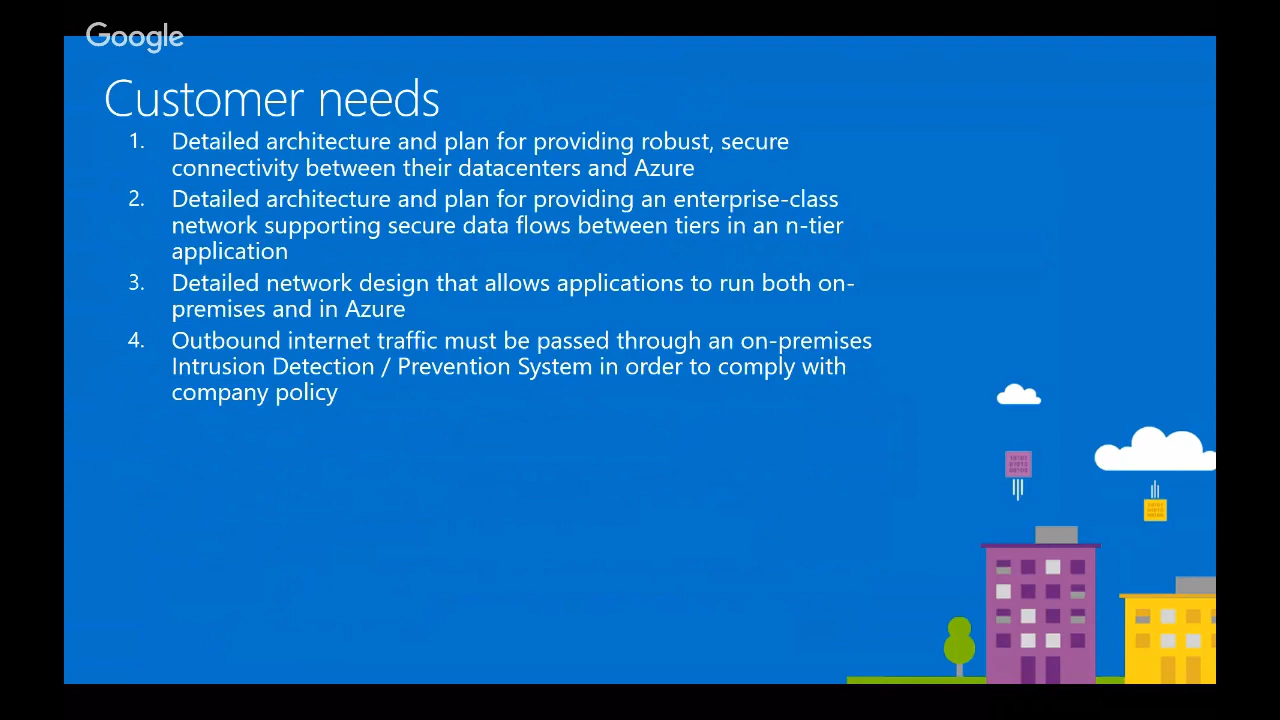 Google
Customer needs
1. Detailed architecture and plan for providing robust, secure
connectivity between their datacenters and Azure
2. Detailed architecture and plan for providing an enterprise-class
network supporting secure data flows between tiers in an n-tier
application
3. Detailed network design that allows applications to run both on-
premises and in Azure
4. Outbound internet traffic must be passed through an on-premises
Intrusion Detection / Prevention System in order to comply with
company policy